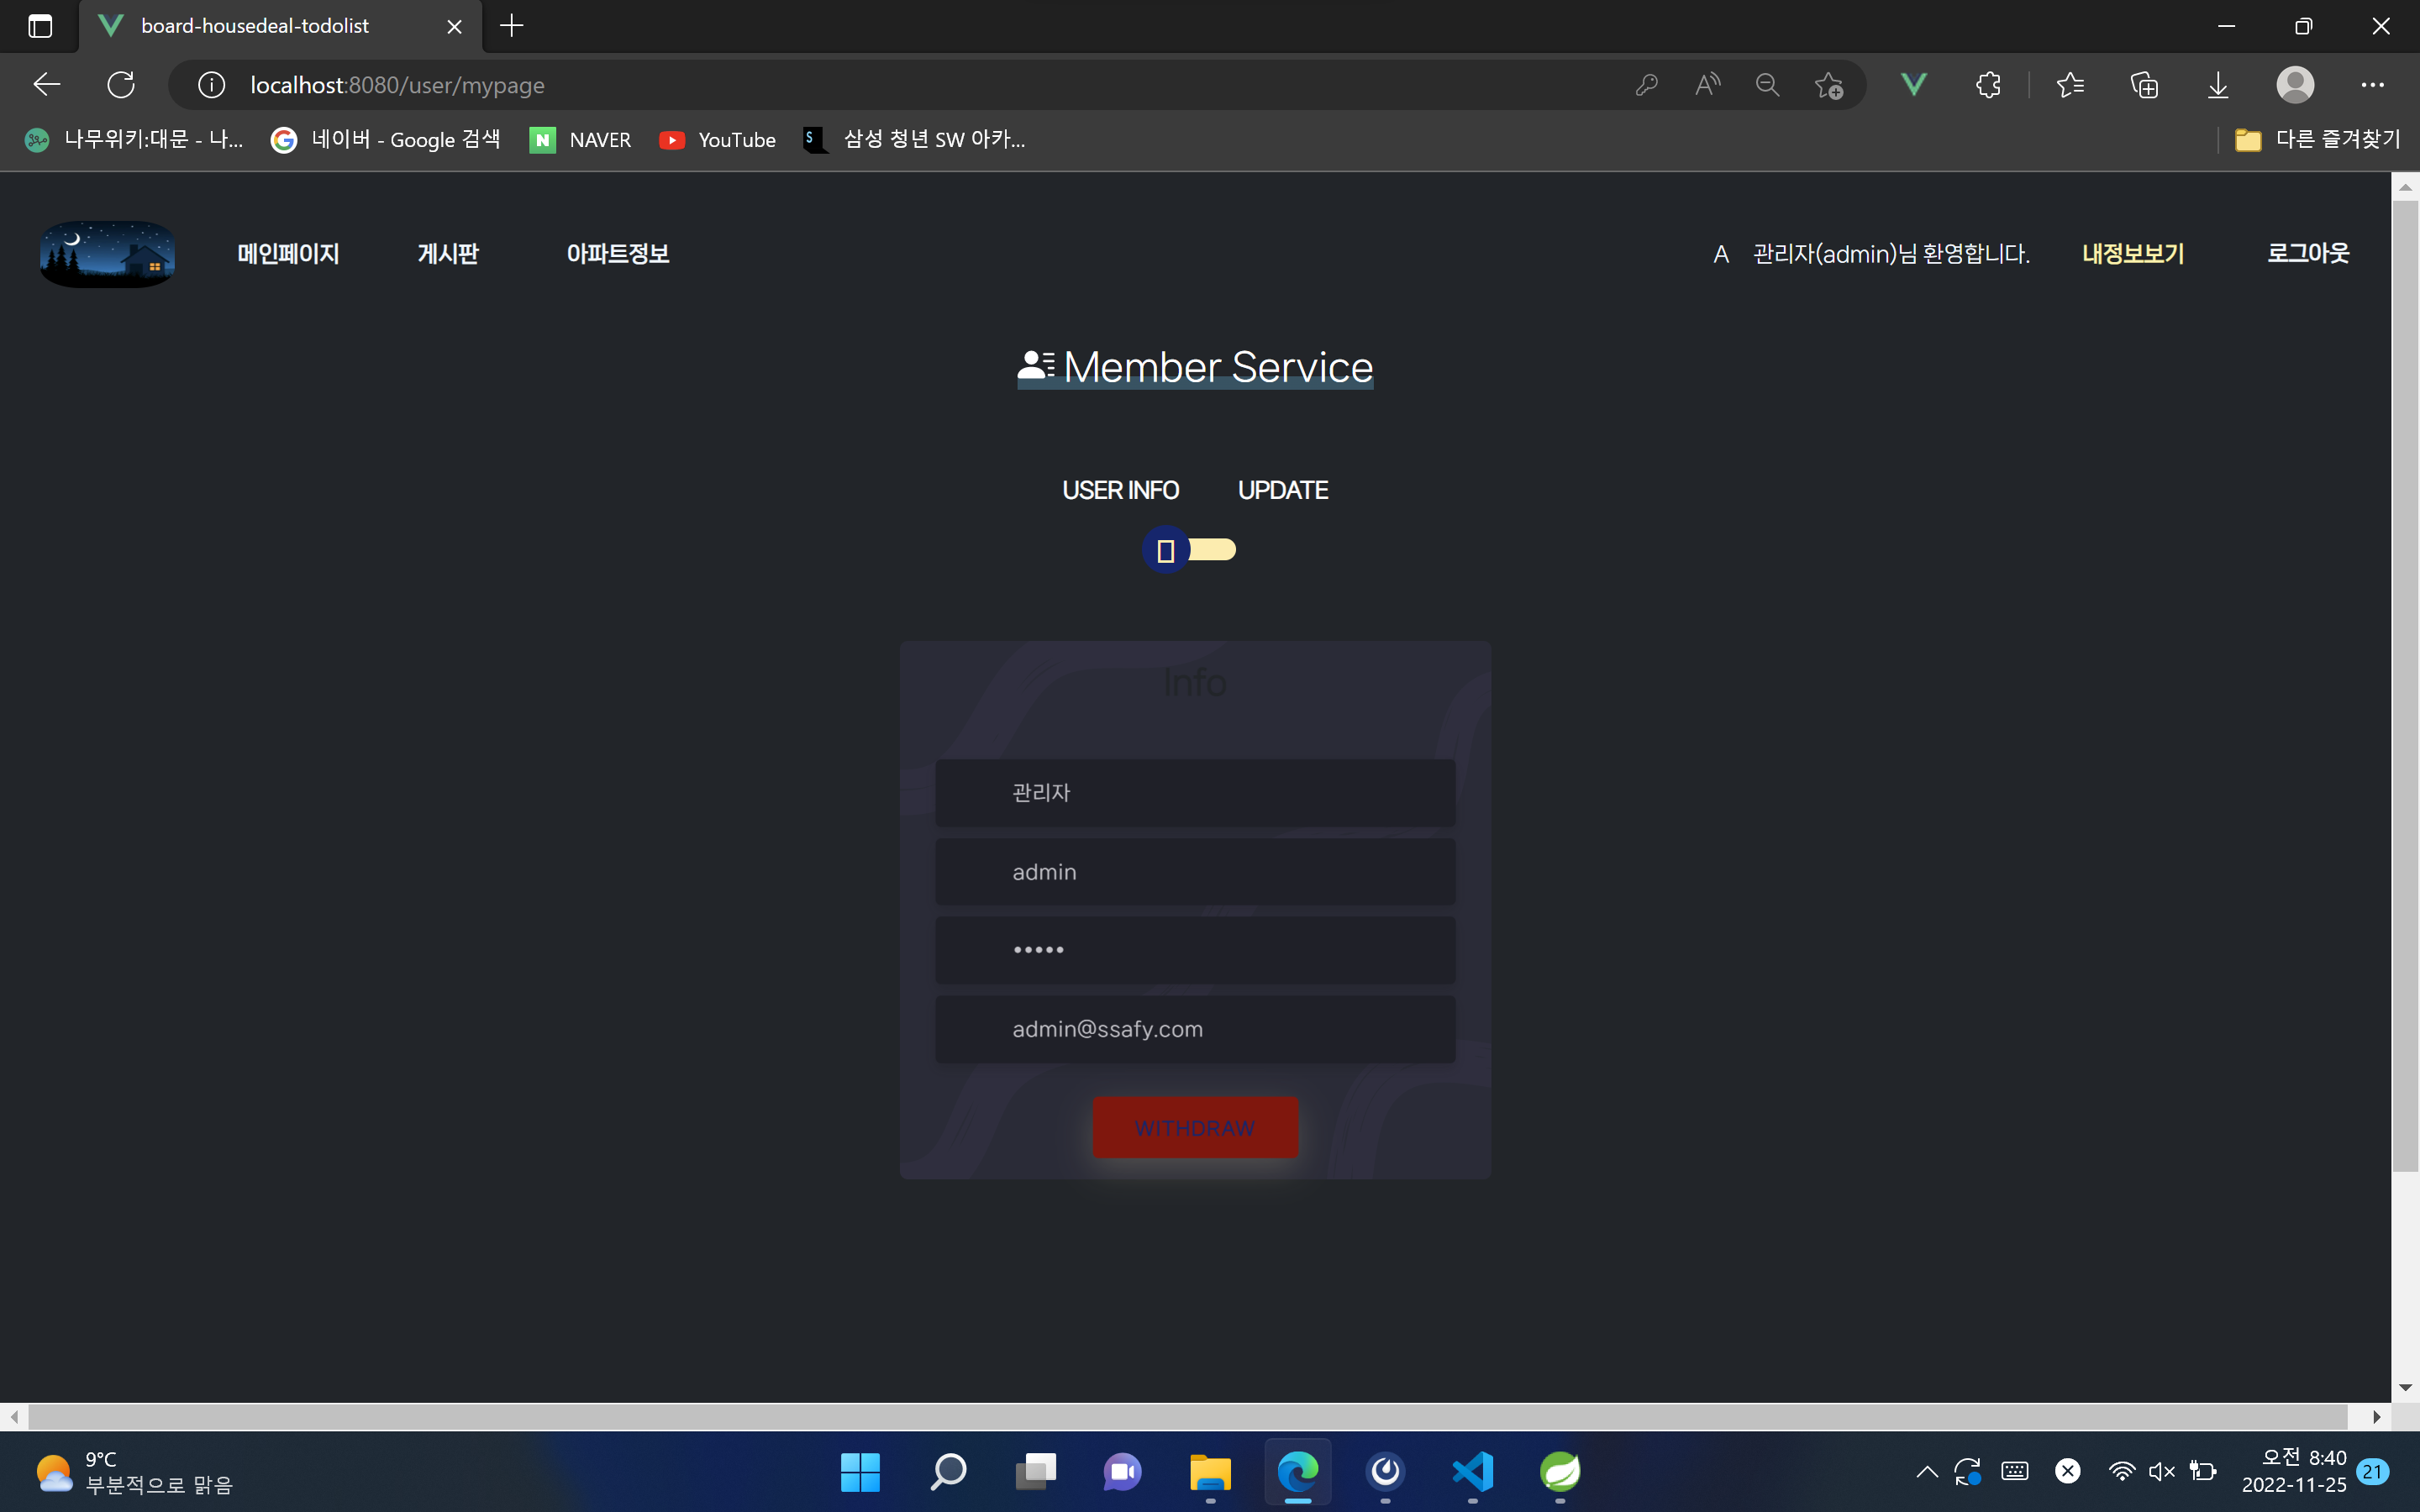 board-housedeal-todolist
localhost:8080/user/mypage
나무위키:대문 - 나...
네이버 - Google 검색
NAVER
YouTube
삼성 청년 SW 아카...
다른 즐겨찾기
메인페이지
게시판
아파트정보
A
관리자(admin)님 환영합니다.
내정보보기
로그아웃
Member Service
USER INFO
UPDATE
Info
관리자
admin
•••••
admin@ssafy.com
WITHDRAW
9°C
부분적으로 맑음
오전 8:40
2022-11-25
21